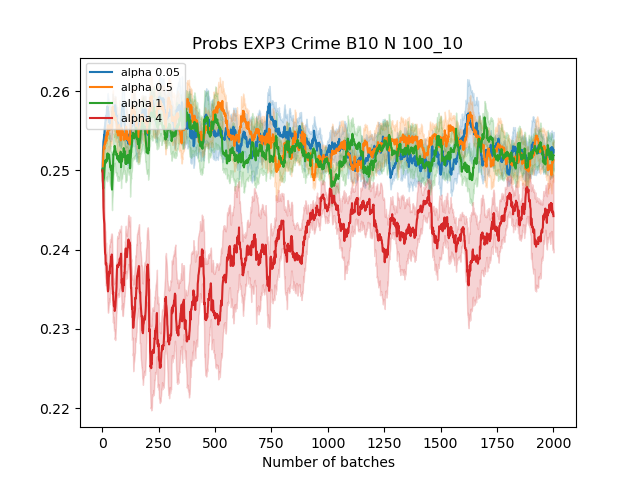 Probs EXP3 Crime B10 N 100_10
alpha 0.05
alpha 0.5
alpha 1
alpha 4
0.26
0.25
0.24
0.23
0.22
0 250 500 750 1000 1250 1500 1750 2000
Number of batches